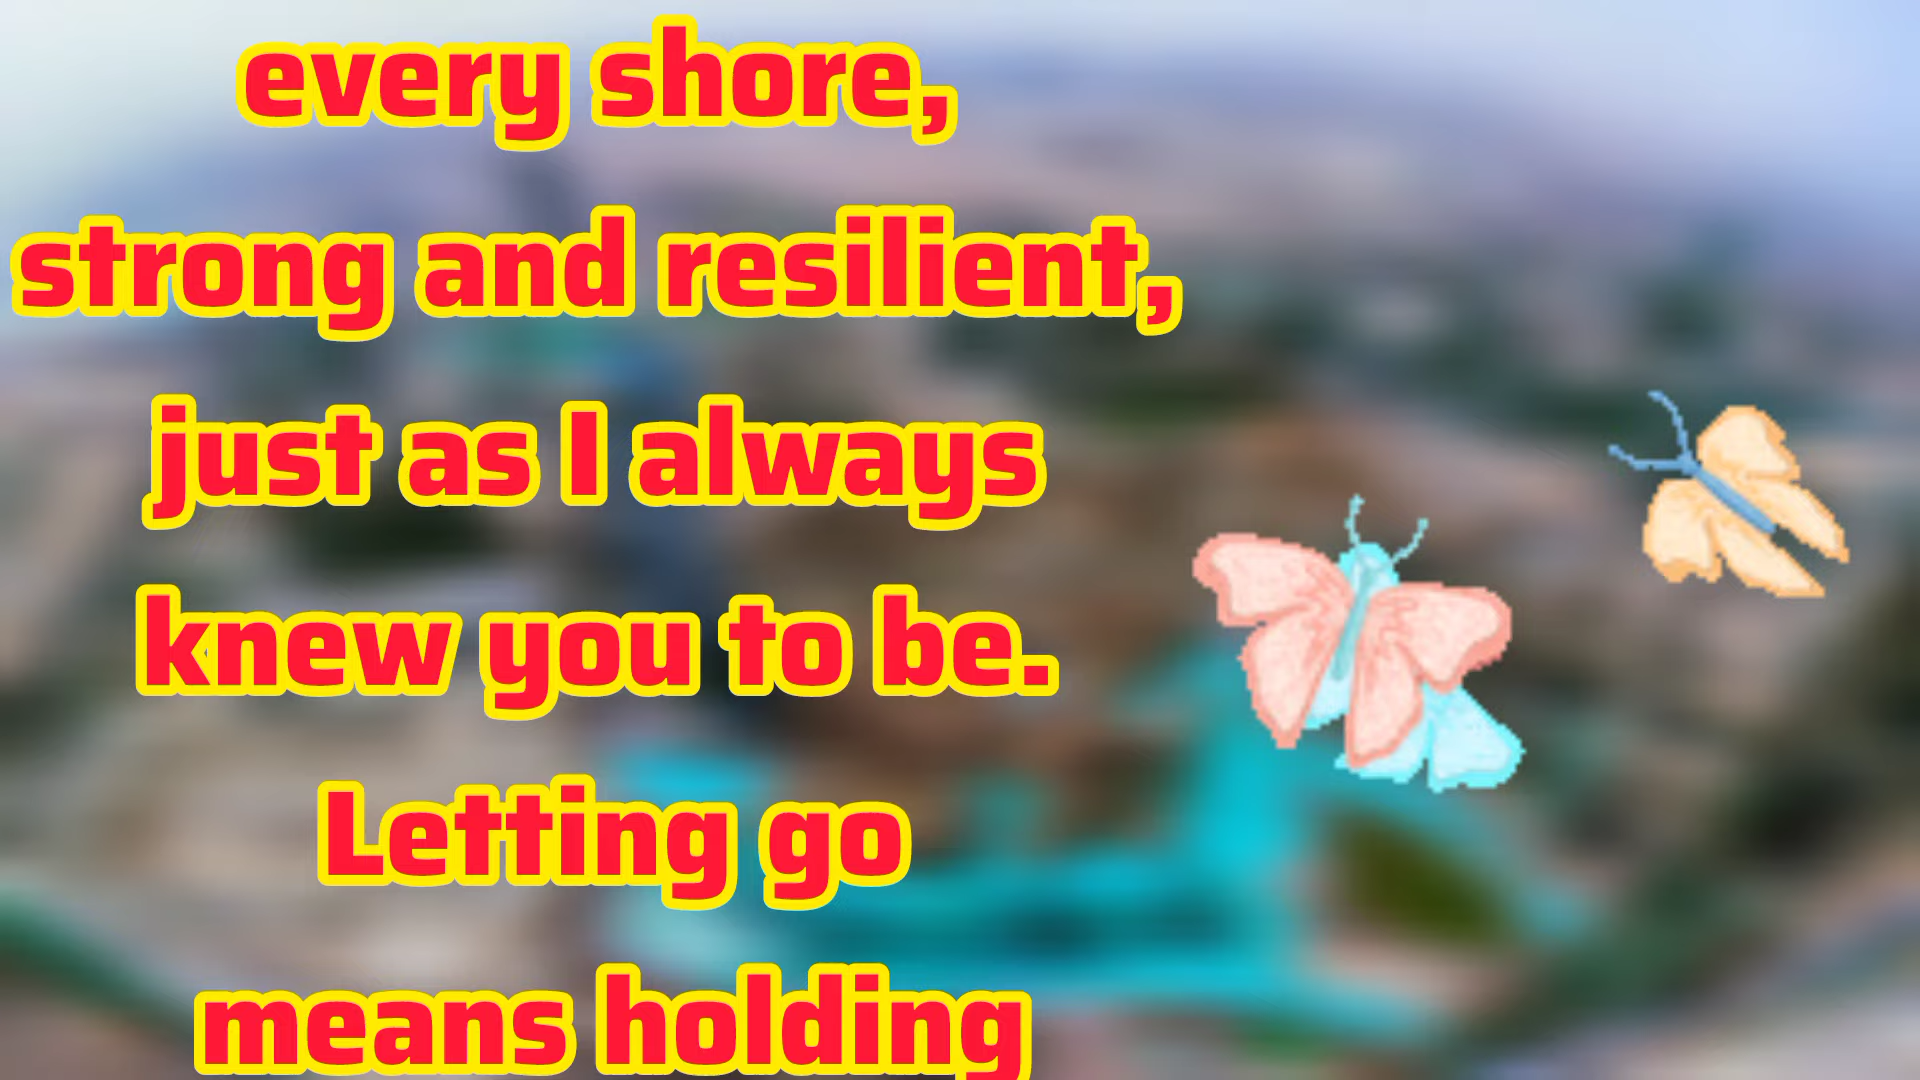 every shore,
strong and resilient,
just as I always
knew you to be.
Letting go
means holding